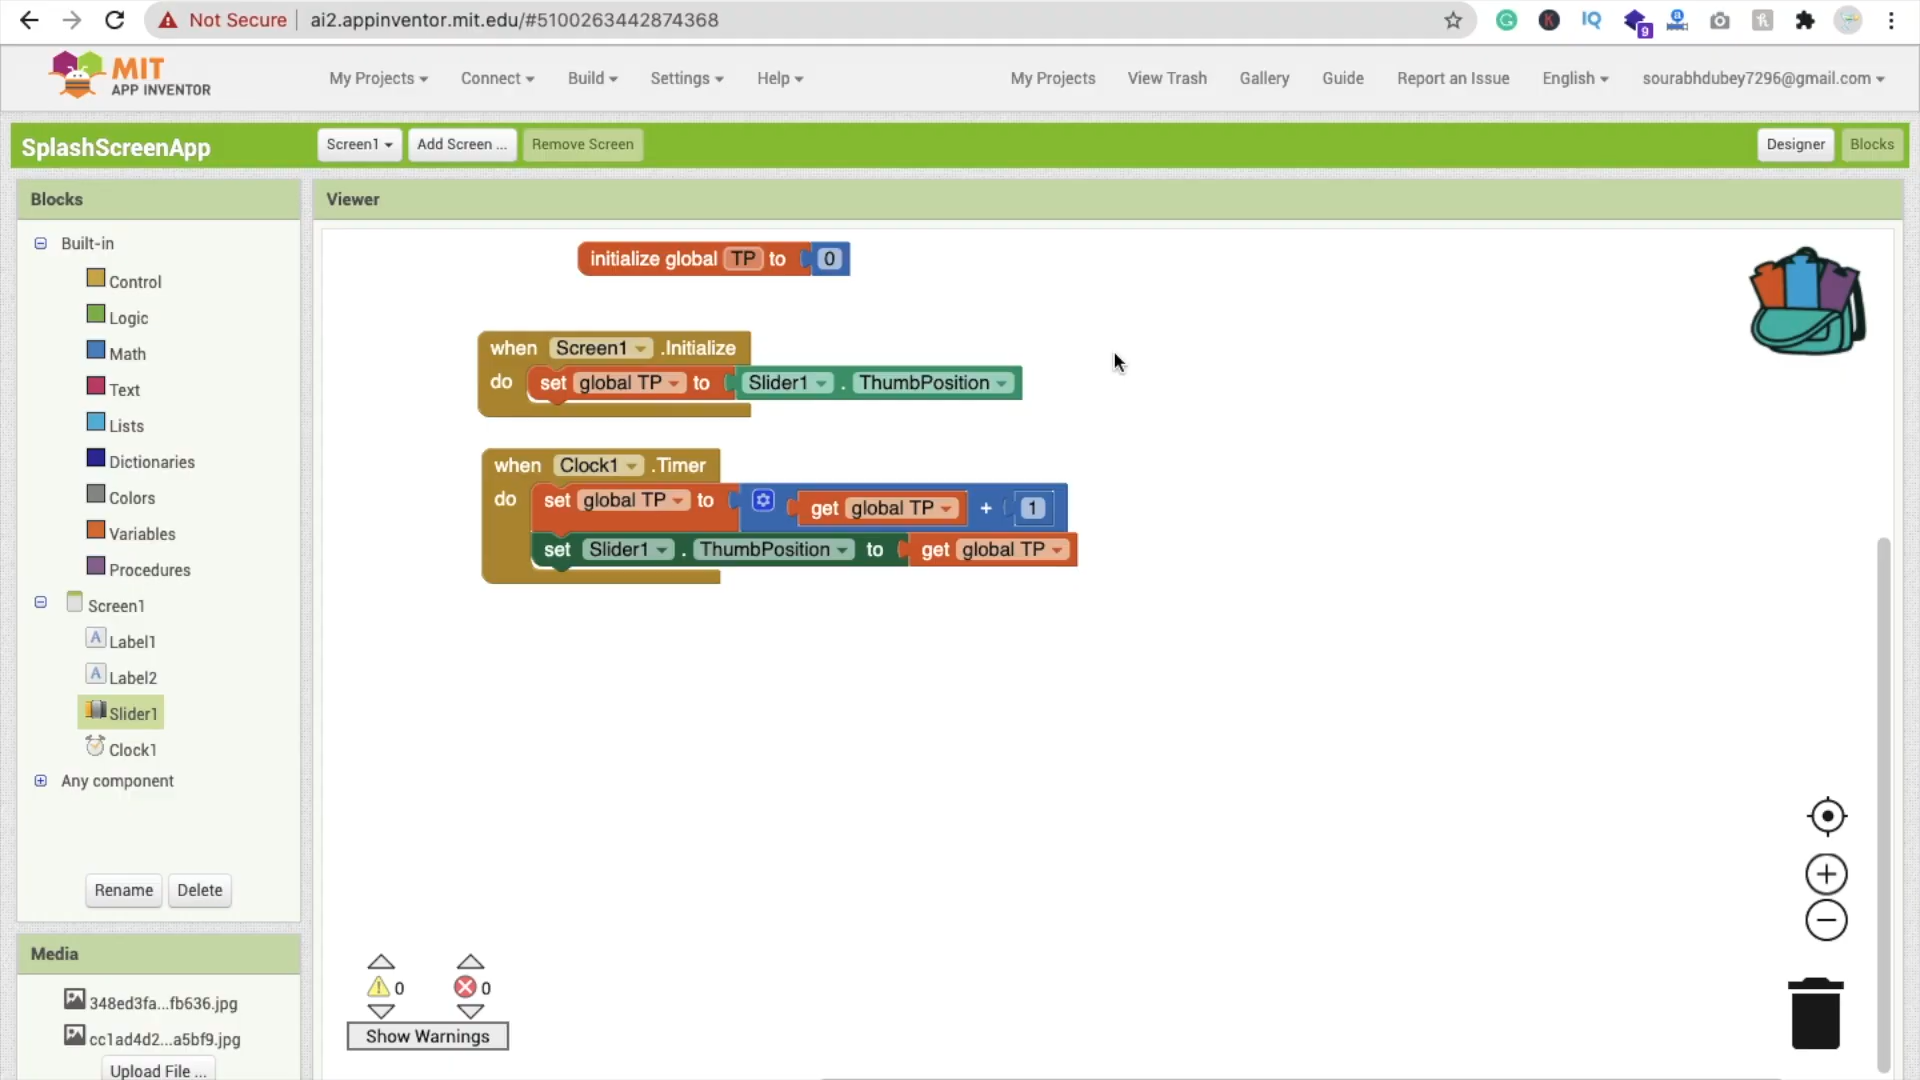 Not Secure ai2.appinventor.mit.edu/#5100263442874368
9
MIT
APP INVENTOR
My Projects Connect Build Settings Help My Projects View Trash Gallery Guide Report an Issue English sourabhdubey7296@gmail.com
SplashScreenApp Screen1 Add Screen ... Remove Screen Designer Blocks
Blocks
Viewer
Built-in
Control
Logic
Math
Text
Lists
Dictionaries
Colors
Variables
Procedures
Screen1
Label1
Label2
Slider1
Clock1
Any component
Rename Delete
Media
348ed3fa...fb636.jpg
cc1ad4d2...a5bf9.jpg
Upload File ...
initialize global TP to 0
when Screen1 .Initialize
do set global TP to Slider1 . ThumbPosition
when Clock1 .Timer
do set global TP to get global TP + 1
set Slider1 . ThumbPosition to get global TP
0 0
Show Warnings